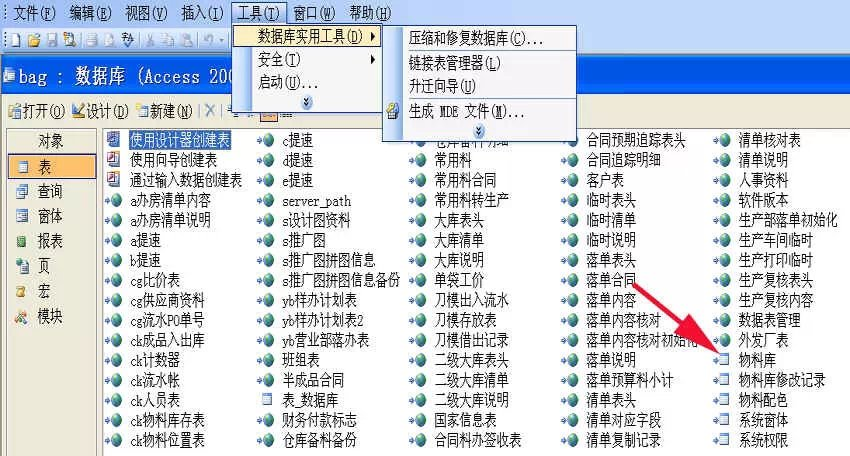 文件(F) 编辑(E) 视图(V) 插入(I) 工具(T) 窗口(W) 帮助(H)
数据库实用工具(D)
安全(T)
启动(U)...
压缩和修复数据库(C)...
链接表管理器(L)
升迁向导(U)
生成 MDE 文件(M)...
bag : 数据库 (Access 200
打开(O) 设计(D) 新建(N)
对象
表
查询
窗体
报表
页
宏
模块
使用设计器创建表
使用向导创建表
通过输入数据创建表
a办房清单内容
a办房清单说明
a提速
b提速
cg比价表
cg供应商资料
cg流水PO单号
ck成品入出库
ck计数器
ck流水帐
ck人员表
ck物料库存表
ck物料位置表
c提速
d提速
e提速
server_path
s设计图资料
s推广图
s推广图拼图信息
s推广图拼图信息备份
yb样办计划表
yb样办计划表2
yb营业部落办表
班组表
半成品合同
表_数据库
财务付款标志
仓库备料备份
仓库备料明细
常用料
常用料合同
常用料转生产
大库表头
大库清单
大库说明
单袋工价
刀模出入流水
刀模存放表
刀模借出记录
二级大库表头
二级大库清单
二级大库说明
国家信息表
合同料办签收表
合同预期追踪表头
合同追踪明细
客户表
临时表头
临时清单
临时说明
落单表头
落单合同
落单内容
落单内容核对
落单内容核对初始化
落单说明
落单预算料小计
清单表头
清单对应字段
清单复制记录
清单核对表
清单说明
人事资料
软件版本
生产部落单初始化
生产车间临时
生产打印临时
生产复核表头
生产复核内容
数据表管理
外发厂表
物料库
物料库修改记录
物料配色
系统窗体
系统权限